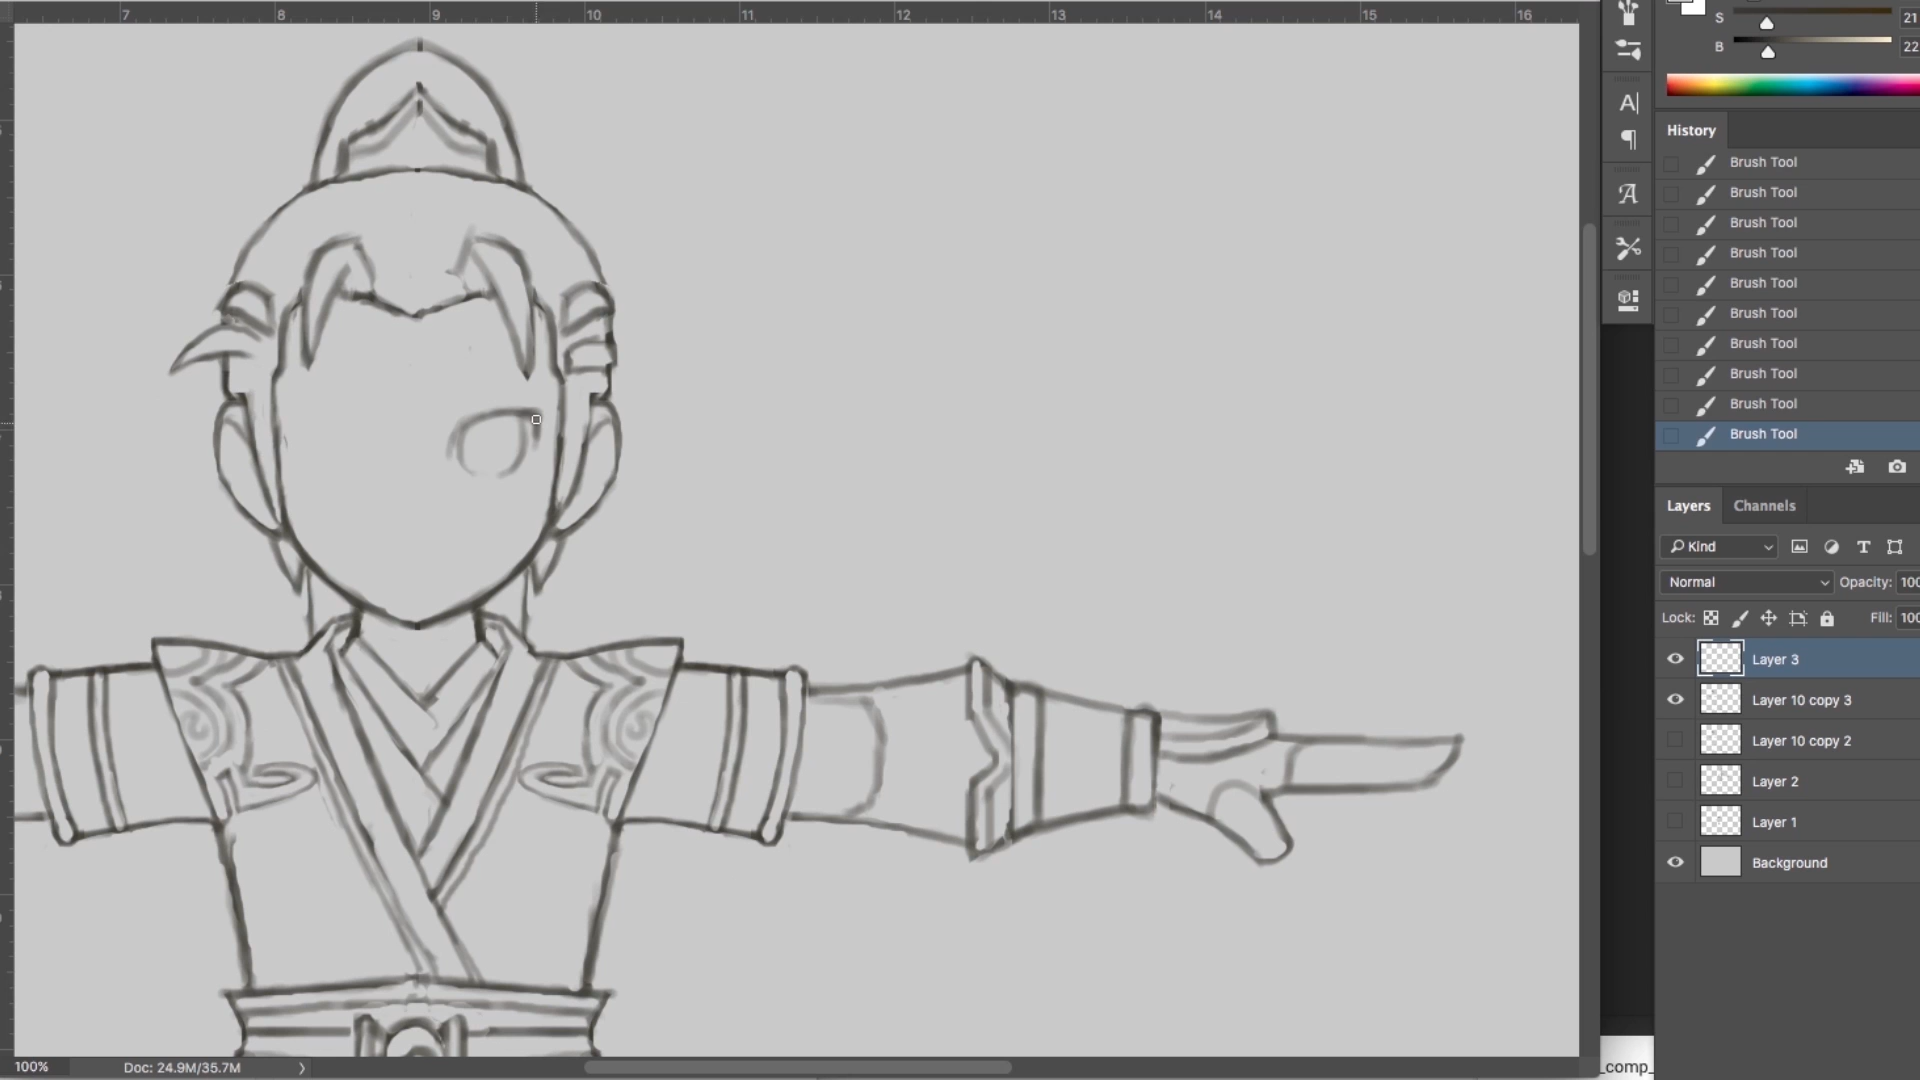 7 8 9 10 11 12 13 14 15 16
S 21
B 22
A|
¶
A
History
Brush Tool
Brush Tool
Brush Tool
Brush Tool
Brush Tool
Brush Tool
Brush Tool
Brush Tool
Brush Tool
Brush Tool
Layers Channels
Kind T
Normal Opacity: 100
Lock: Fill: 100
Layer 3
Layer 10 copy 3
Layer 10 copy 2
Layer 2
Layer 1
Background
100% Doc: 24.9M/35.7M
_comp_